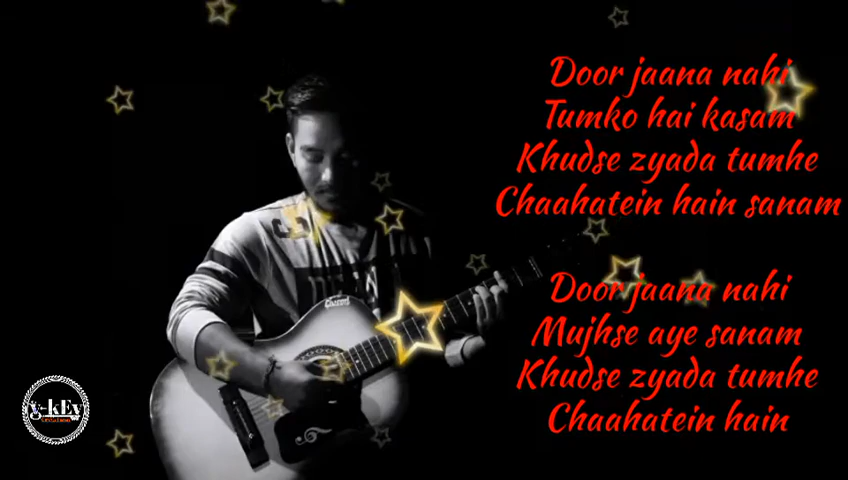 Door jaana nahi
Tumko hai kasam
Khudse zyada tumhe
Chaahatein hain sanam
Door jaana nahi
Mujhse aye sanam
Khudse zyada tumhe
Chaahatein hain
y-kEy